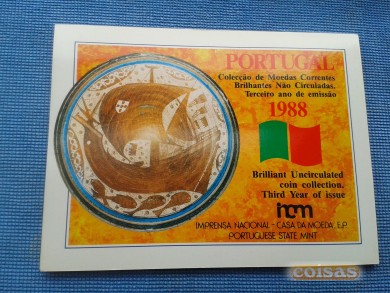 PORTUGAL
Colecção de Moedas Correntes
Brilhantes Não Circuladas.
Terceiro ano de emissão
1988
Brilliant Uncirculated
coin collection.
Third Year of issue
incm
IMPRENSA NACIONAL - CASA DA MOEDA, E.P.
PORTUGUESE STATE MINT
coisas